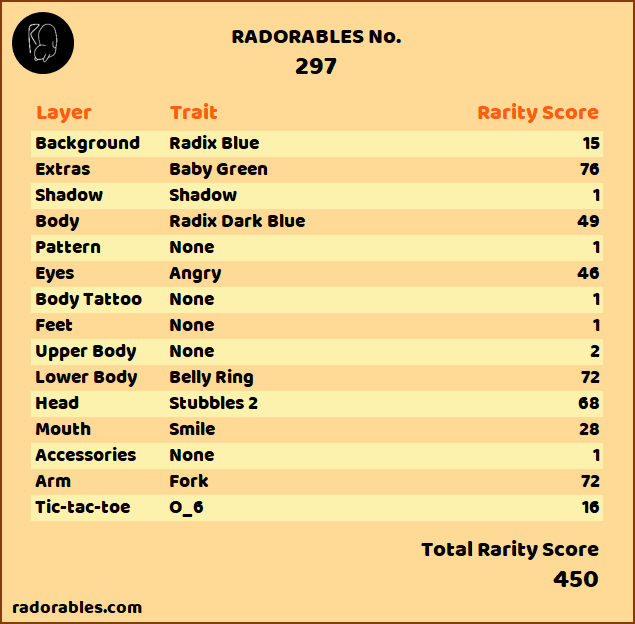 RADORABLES No.
297
Layer Trait Rarity Score
Background Radix Blue 15
Extras Baby Green 76
Shadow Shadow 1
Body Radix Dark Blue 49
Pattern None 1
Eyes Angry 46
Body Tattoo None 1
Feet None 1
Upper Body None 2
Lower Body Belly Ring 72
Head Stubbles 2 68
Mouth Smile 28
Accessories None 1
Arm Fork 72
Tic-tac-toe O_6 16
Total Rarity Score
450
radorables.com